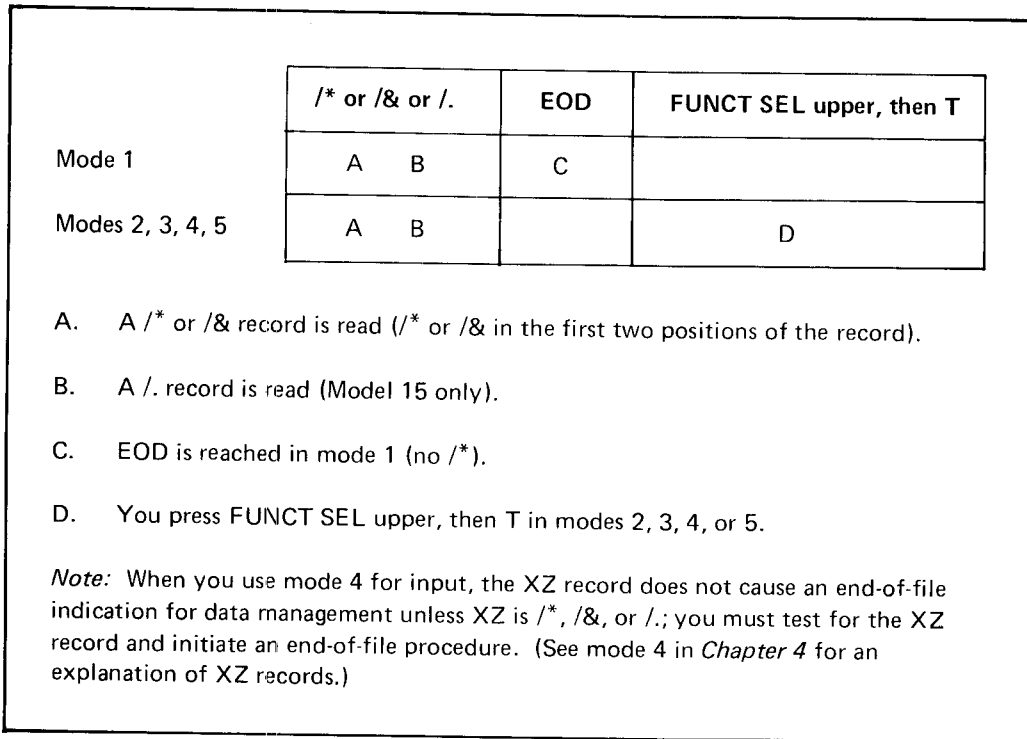 /* or /& or /. EOD FUNCT SEL upper, then T
Mode 1 A B C
Modes 2, 3, 4, 5 A B D
A. A /* or /& record is read (/* or /& in the first two positions of the record).
B. A /. record is read (Model 15 only).
C. EOD is reached in mode 1 (no /*).
D. You press FUNCT SEL upper, then T in modes 2, 3, 4, or 5.
Note: When you use mode 4 for input, the XZ record does not cause an end-of-file
indication for data management unless XZ is /*, /&, or /.; you must test for the XZ
record and initiate an end-of-file procedure. (See mode 4 in Chapter 4 for an
explanation of XZ records.)